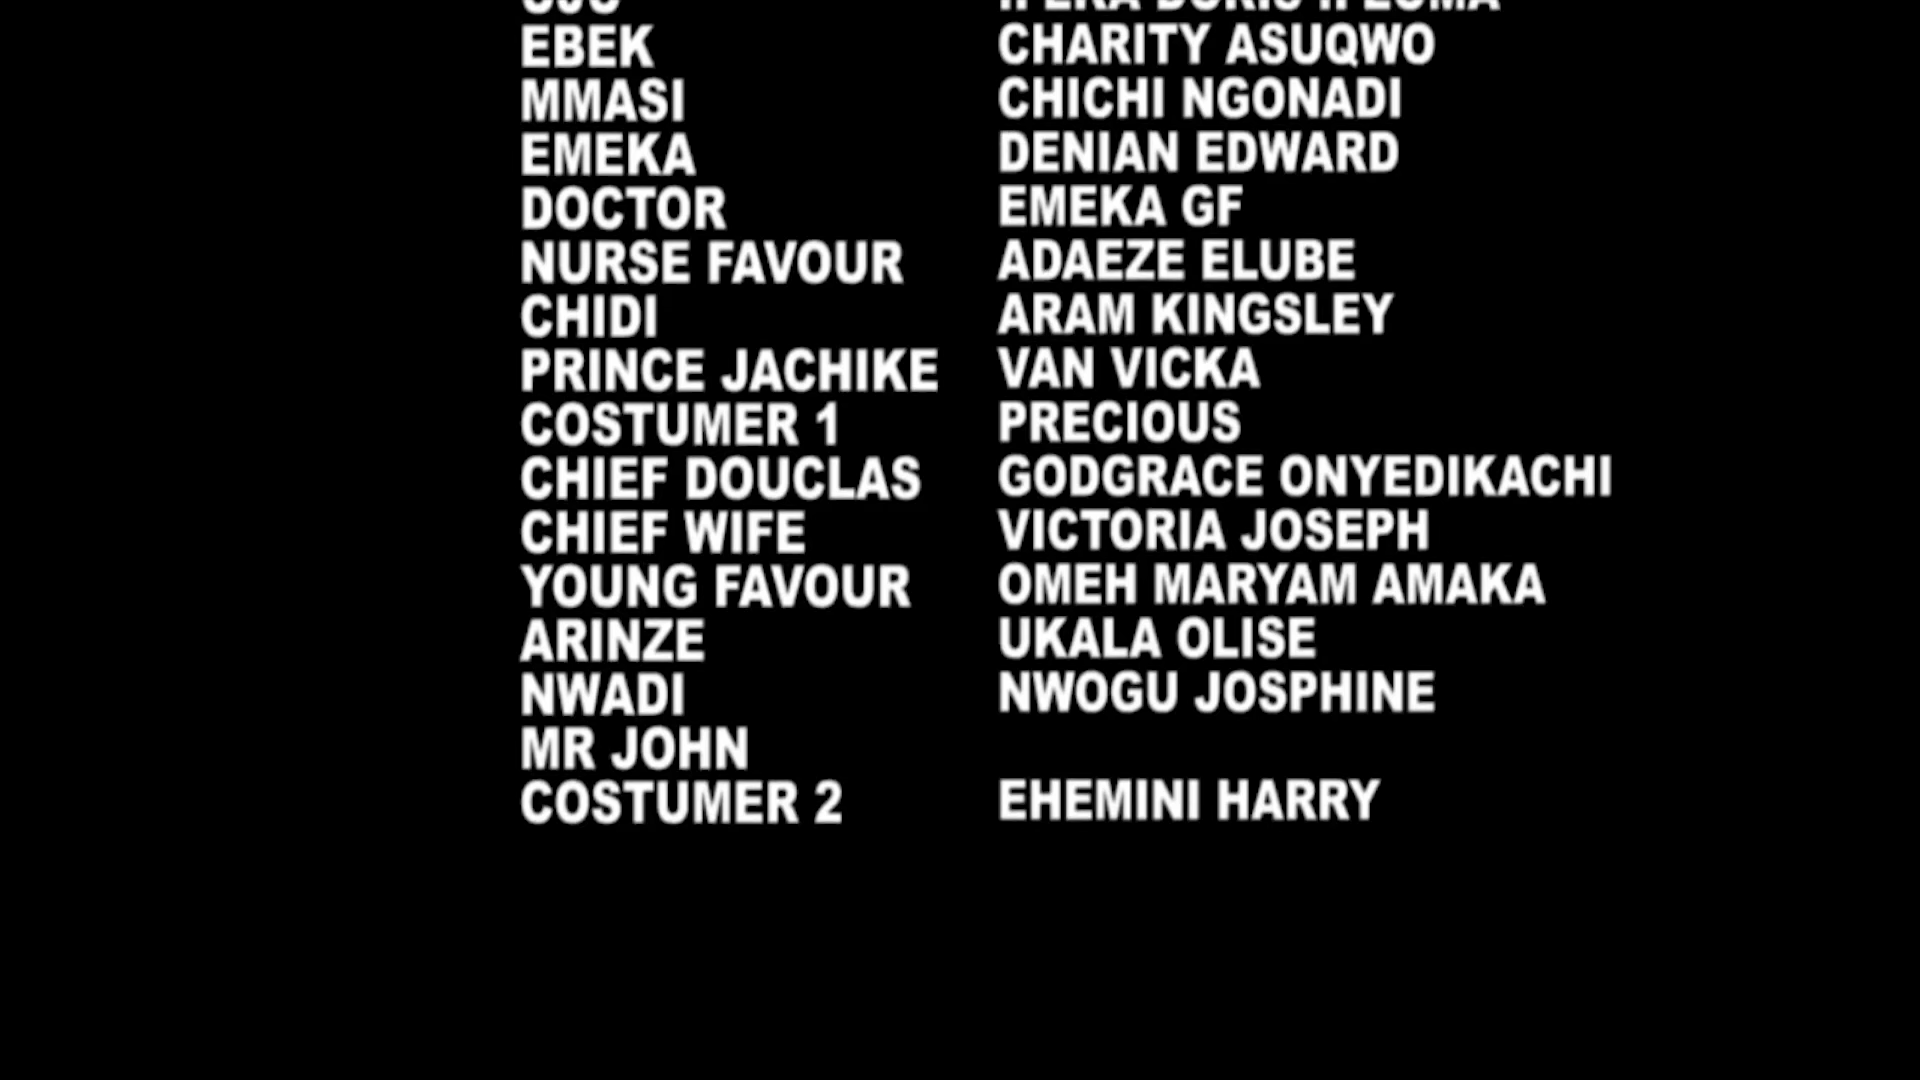 EBEK CHARITY ASUQWO
MMASI CHICHI NGONADI
EMEKA DENIAN EDWARD
DOCTOR EMEKA GF
NURSE FAVOUR ADAEZE ELUBE
CHIDI ARAM KINGSLEY
PRINCE JACHIKE VAN VICKA
COSTUMER 1 PRECIOUS
CHIEF DOUCLAS GODGRACE ONYEDIKACHI
CHIEF WIFE VICTORIA JOSEPH
YOUNG FAVOUR OMEH MARYAM AMAKA
ARINZE UKALA OLISE
NWADI NWOGU JOSPHINE
MR JOHN
COSTUMER 2 EHEMINI HARRY